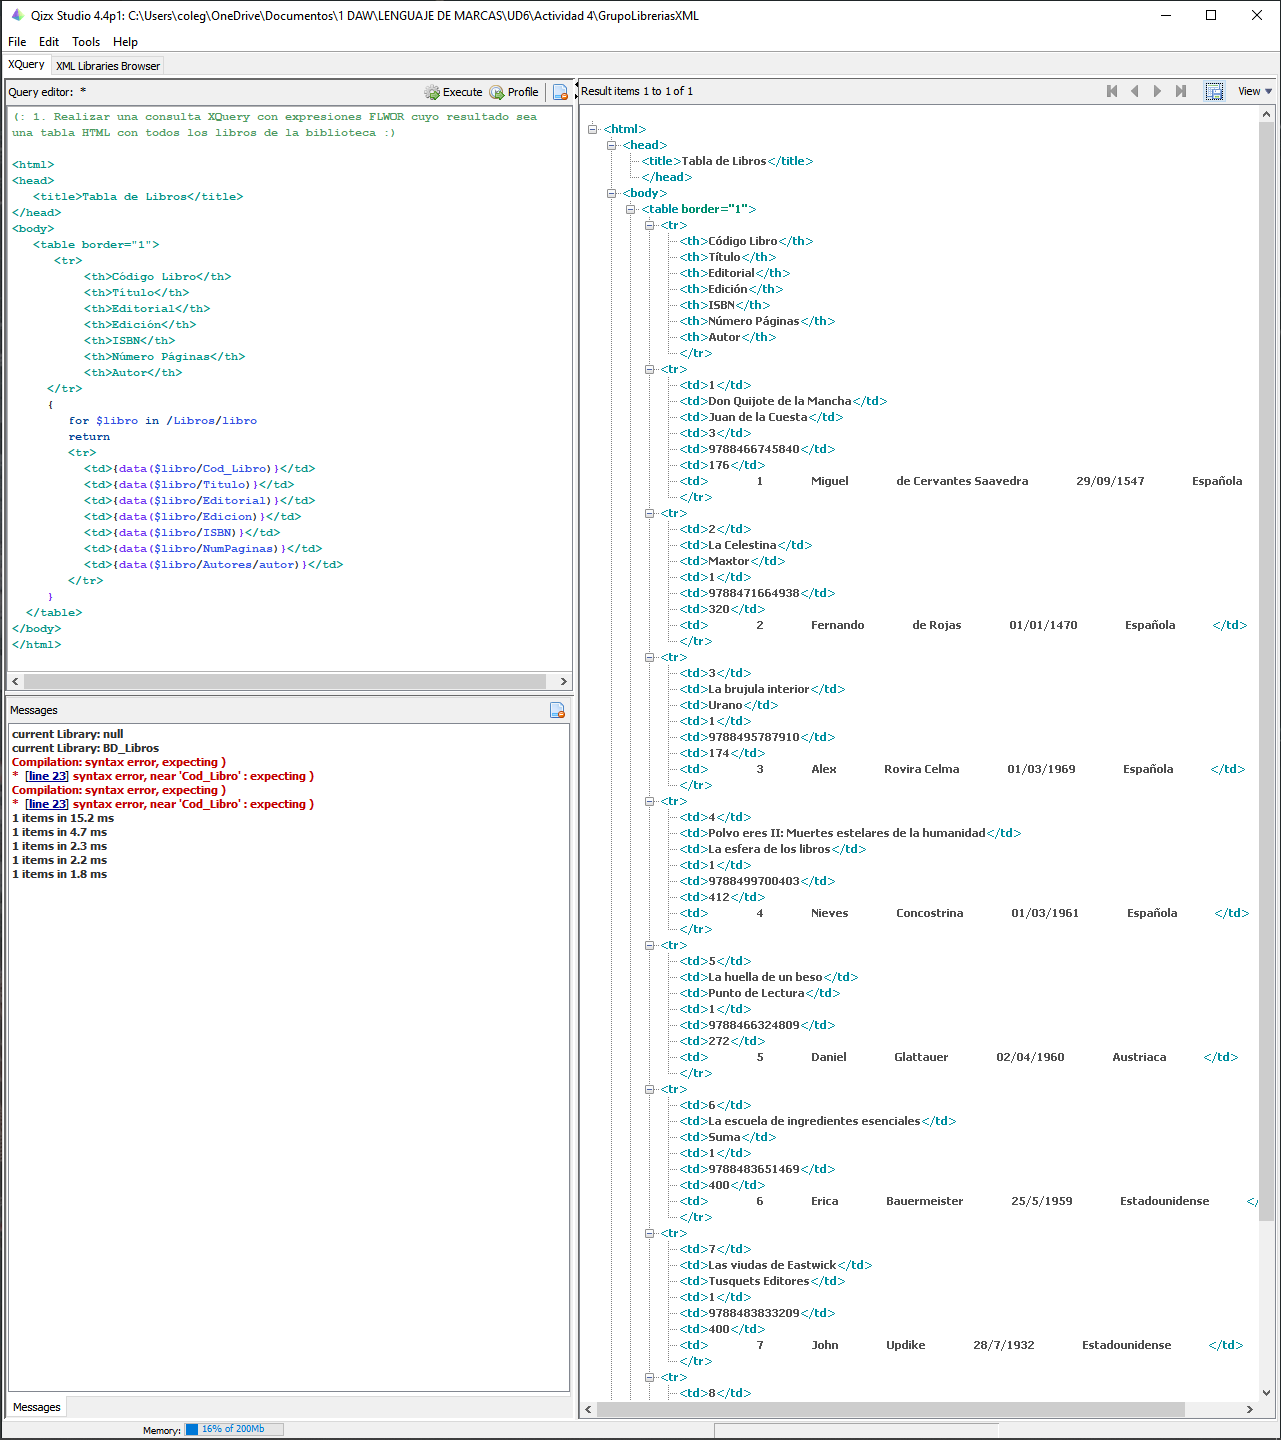 Qizx Studio 4.4p1: C:\Users\coleg\OneDrive\Documentos\1 DAW\LENGUAJE DE MARCAS\UD6\Actividad 4\GrupoLibreriasXML
File Edit Tools Help
XQuery XML Libraries Browser
Query editor: * Execute Profile
(: 1. Realizar una consulta XQuery con expresiones FLWOR cuyo resultado sea
una tabla HTML con todos los libros de la biblioteca :)
<html>
<head>
<title>Tabla de Libros</title>
</head>
<body>
<table border="1">
<tr>
<th>Código Libro</th>
<th>Título</th>
<th>Editorial</th>
<th>Edición</th>
<th>ISBN</th>
<th>Número Páginas</th>
<th>Autor</th>
</tr>
{
for $libro in /Libros/libro
return
<tr>
<td>{data($libro/Cod_Libro)}</td>
<td>{data($libro/Titulo)}</td>
<td>{data($libro/Editorial)}</td>
<td>{data($libro/Edicion)}</td>
<td>{data($libro/ISBN)}</td>
<td>{data($libro/NumPaginas)}</td>
<td>{data($libro/Autores/autor)}</td>
</tr>
}
</table>
</body>
</html>
Messages
current Library: null
current Library: BD_Libros
Compilation: syntax error, expecting )
* [line 23] syntax error, near 'Cod_Libro' : expecting )
Compilation: syntax error, expecting )
* [line 23] syntax error, near 'Cod_Libro' : expecting )
1 items in 15.2 ms
1 items in 4.7 ms
1 items in 2.3 ms
1 items in 2.2 ms
1 items in 1.8 ms
Messages
Memory: 16% of 200Mb
Result items 1 to 1 of 1 View
<html>
<head>
<title>Tabla de Libros</title>
</head>
<body>
<table border="1">
<tr>
<th>Código Libro</th>
<th>Título</th>
<th>Editorial</th>
<th>Edición</th>
<th>ISBN</th>
<th>Número Páginas</th>
<th>Autor</th>
</tr>
<tr>
<td>1</td>
<td>Don Quijote de la Mancha</td>
<td>Juan de la Cuesta</td>
<td>3</td>
<td>9788466745840</td>
<td>176</td>
<td> 1 Miguel de Cervantes Saavedra 29/09/1547 Española
</tr>
<tr>
<td>2</td>
<td>La Celestina</td>
<td>Maxtor</td>
<td>1</td>
<td>9788471664938</td>
<td>320</td>
<td> 2 Fernando de Rojas 01/01/1470 Española </td>
</tr>
<tr>
<td>3</td>
<td>La brujula interior</td>
<td>Urano</td>
<td>1</td>
<td>9788495787910</td>
<td>174</td>
<td> 3 Alex Rovira Celma 01/03/1969 Española </td>
</tr>
<tr>
<td>4</td>
<td>Polvo eres II: Muertes estelares de la humanidad</td>
<td>La esfera de los libros</td>
<td>1</td>
<td>9788499700403</td>
<td>412</td>
<td> 4 Nieves Concostrina 01/03/1961 Española </td>
</tr>
<tr>
<td>5</td>
<td>La huella de un beso</td>
<td>Punto de Lectura</td>
<td>1</td>
<td>9788466324809</td>
<td>272</td>
<td> 5 Daniel Glattauer 02/04/1960 Austriaca </td>
</tr>
<tr>
<td>6</td>
<td>La escuela de ingredientes esenciales</td>
<td>Suma</td>
<td>1</td>
<td>9788483651469</td>
<td>400</td>
<td> 6 Erica Bauermeister 25/5/1959 Estadounidense </
</tr>
<tr>
<td>7</td>
<td>Las viudas de Eastwick</td>
<td>Tusquets Editores</td>
<td>1</td>
<td>9788483833209</td>
<td>400</td>
<td> 7 John Updike 28/7/1932 Estadounidense </td>
</tr>
<tr>
<td>8</td>